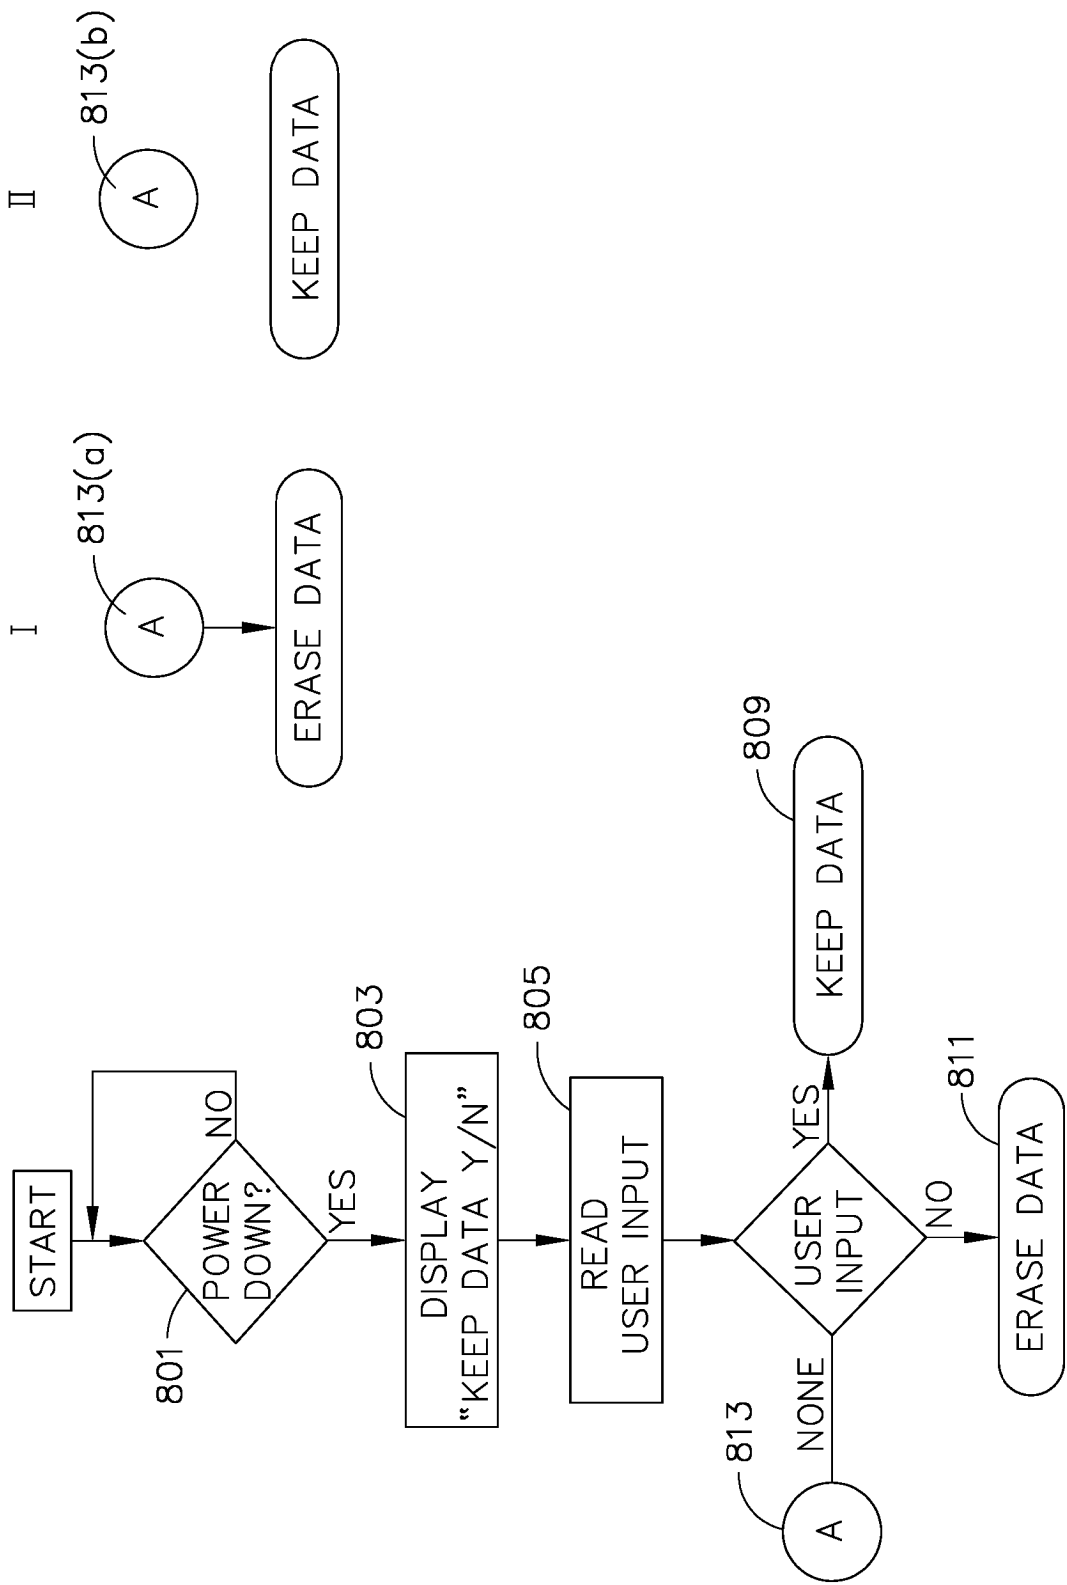 START
801
POWER
DOWN?
NO
YES
803
DISPLAY
“KEEP DATA Y/N”
805
READ
USER INPUT
USER
INPUT
NONE
813
A
YES
809
KEEP DATA
NO
811
ERASE DATA
I
813(a)
A
ERASE DATA
II
813(b)
A
KEEP DATA